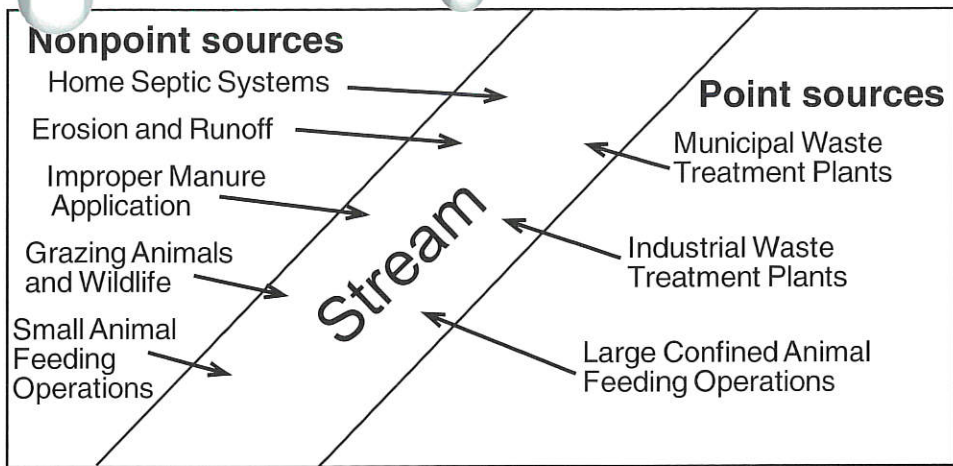 Nonpoint sources
Home Septic Systems
Erosion and Runoff
Improper Manure
Application
Grazing Animals
and Wildlife
Small Animal
Feeding
Operations
Stream
Point sources
Municipal Waste
Treatment Plants
Industrial Waste
Treatment Plants
Large Confined Animal
Feeding Operations